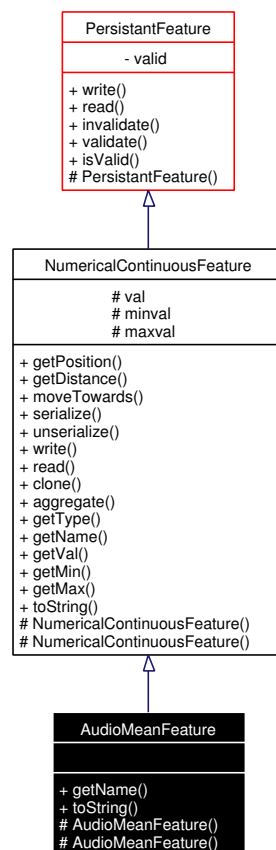 PersistantFeature
- valid
+ write()
+ read()
+ invalidate()
+ validate()
+ isValid()
# PersistantFeature()
NumericalContinuousFeature
# val
# minval
# maxval
+ getPosition()
+ getDistance()
+ moveTowards()
+ serialize()
+ unserialize()
+ write()
+ read()
+ clone()
+ aggregate()
+ getType()
+ getName()
+ getVal()
+ getMin()
+ getMax()
+ toString()
# NumericalContinuousFeature()
# NumericalContinuousFeature()
AudioMeanFeature
+ getName()
+ toString()
# AudioMeanFeature()
# AudioMeanFeature()